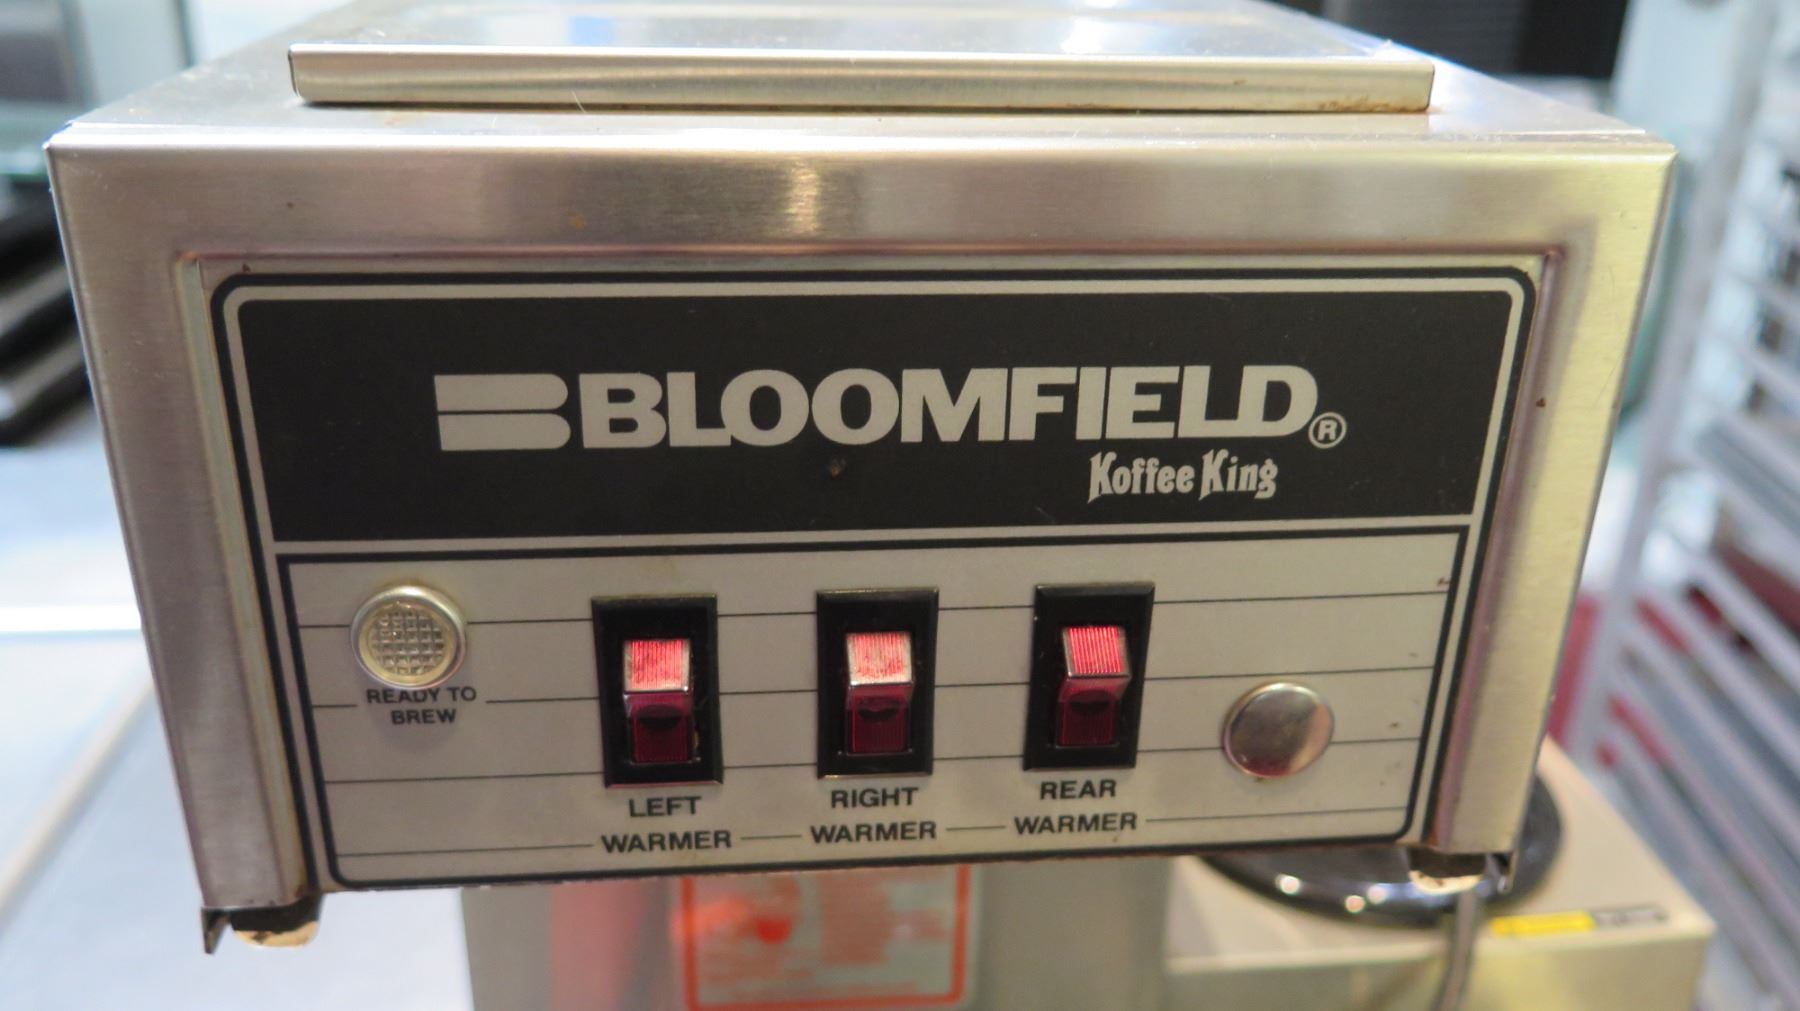 BLOOMFIELD®
Koffee King
READY TO
BREW
LEFT
WARMER
RIGHT
WARMER
REAR
WARMER